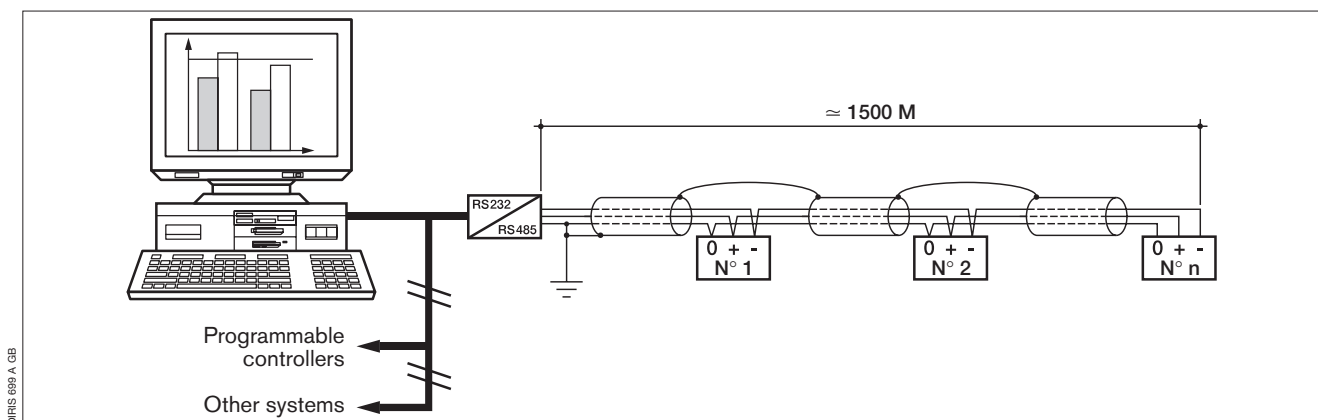 ≃ 1500 M
RS232
RS485
0 + -
N° 1
0 + -
N° 2
0 + -
N° n
Programmable
controllers
Other systems
DIRIS 699 A GB